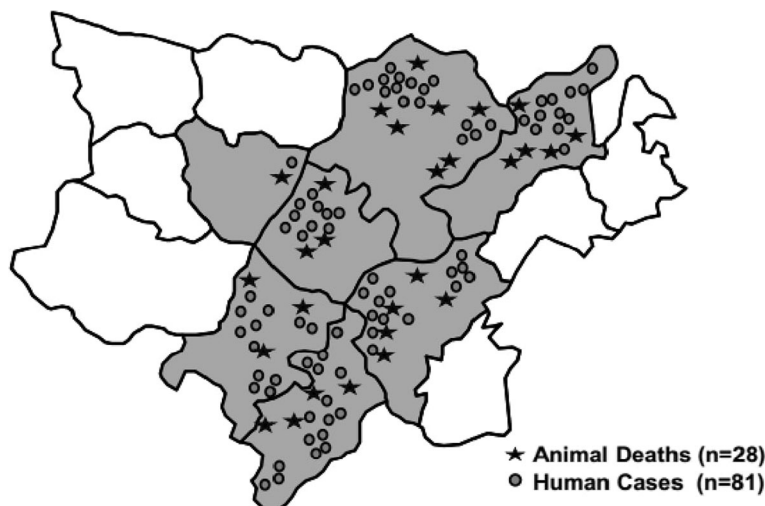 Animal Deaths (n=28)
Human Cases (n=81)